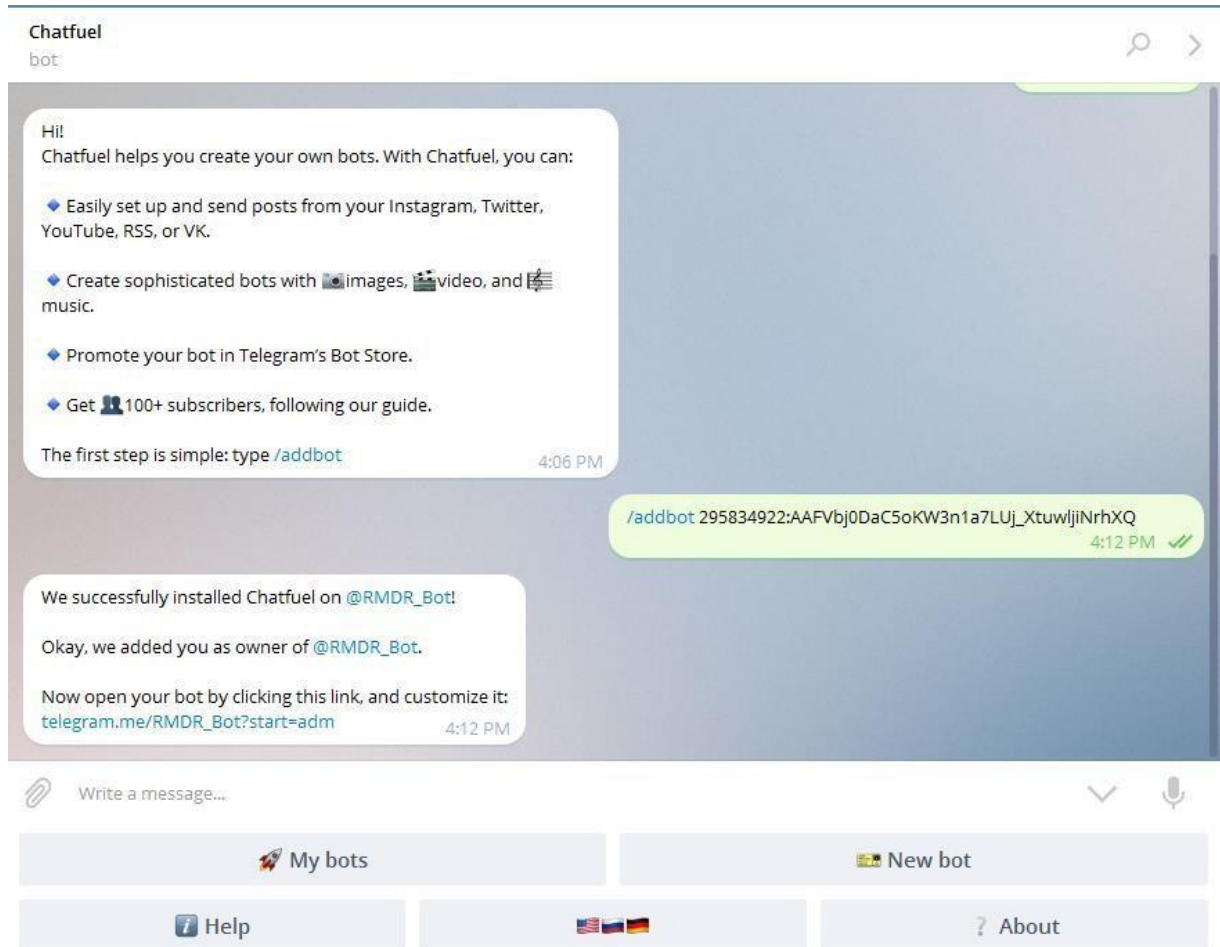 Chatfuel
bot
Hi!
Chatfuel helps you create your own bots. With Chatfuel, you can:
Easily set up and send posts from your Instagram, Twitter,
YouTube, RSS, or VK.
Create sophisticated bots with images, video, and
music.
Promote your bot in Telegram's Bot Store.
Get 100+ subscribers, following our guide.
The first step is simple: type /addbot
4:06 PM
/addbot 295834922:AAFVbj0DaC5oKW3n1a7LUj_XtuwljiNrhXQ
4:12 PM
We successfully installed Chatfuel on @RMDR_Bot!
Okay, we added you as owner of @RMDR_Bot.
Now open your bot by clicking this link, and customize it:
telegram.me/RMDR_Bot?start=adm
4:12 PM
Write a message...
My bots
New bot
Help
? About